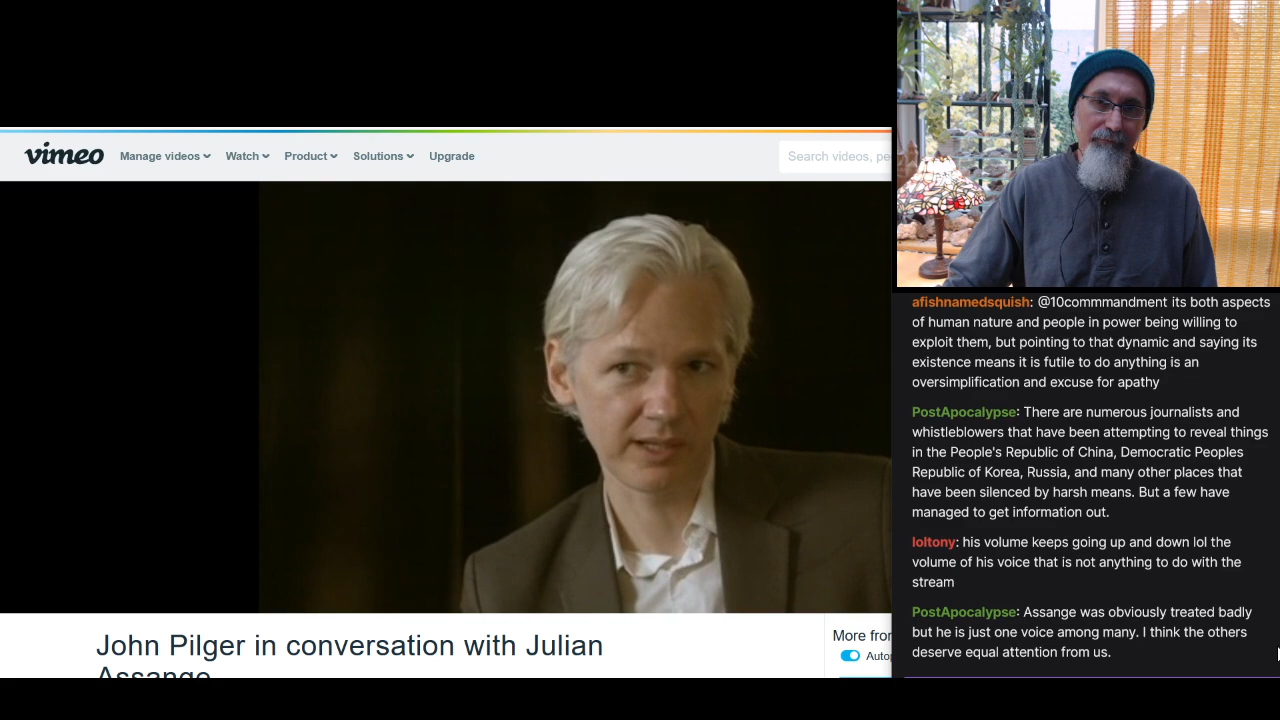 vimeo
Manage videos Watch Product Solutions Upgrade
Search videos, pe
John Pilger in conversation with Julian
Assange
More from
Autop
afishnamedsquish: @10commmandment its both aspects
of human nature and people in power being willing to
exploit them, but pointing to that dynamic and saying its
existence means it is futile to do anything is an
oversimplification and excuse for apathy
PostApocalypse: There are numerous journalists and
whistleblowers that have been attempting to reveal things
in the People's Republic of China, Democratic Peoples
Republic of Korea, Russia, and many other places that
have been silenced by harsh means. But a few have
managed to get information out.
loltony: his volume keeps going up and down lol the
volume of his voice that is not anything to do with the
stream
PostApocalypse: Assange was obviously treated badly
but he is just one voice among many. I think the others
deserve equal attention from us.